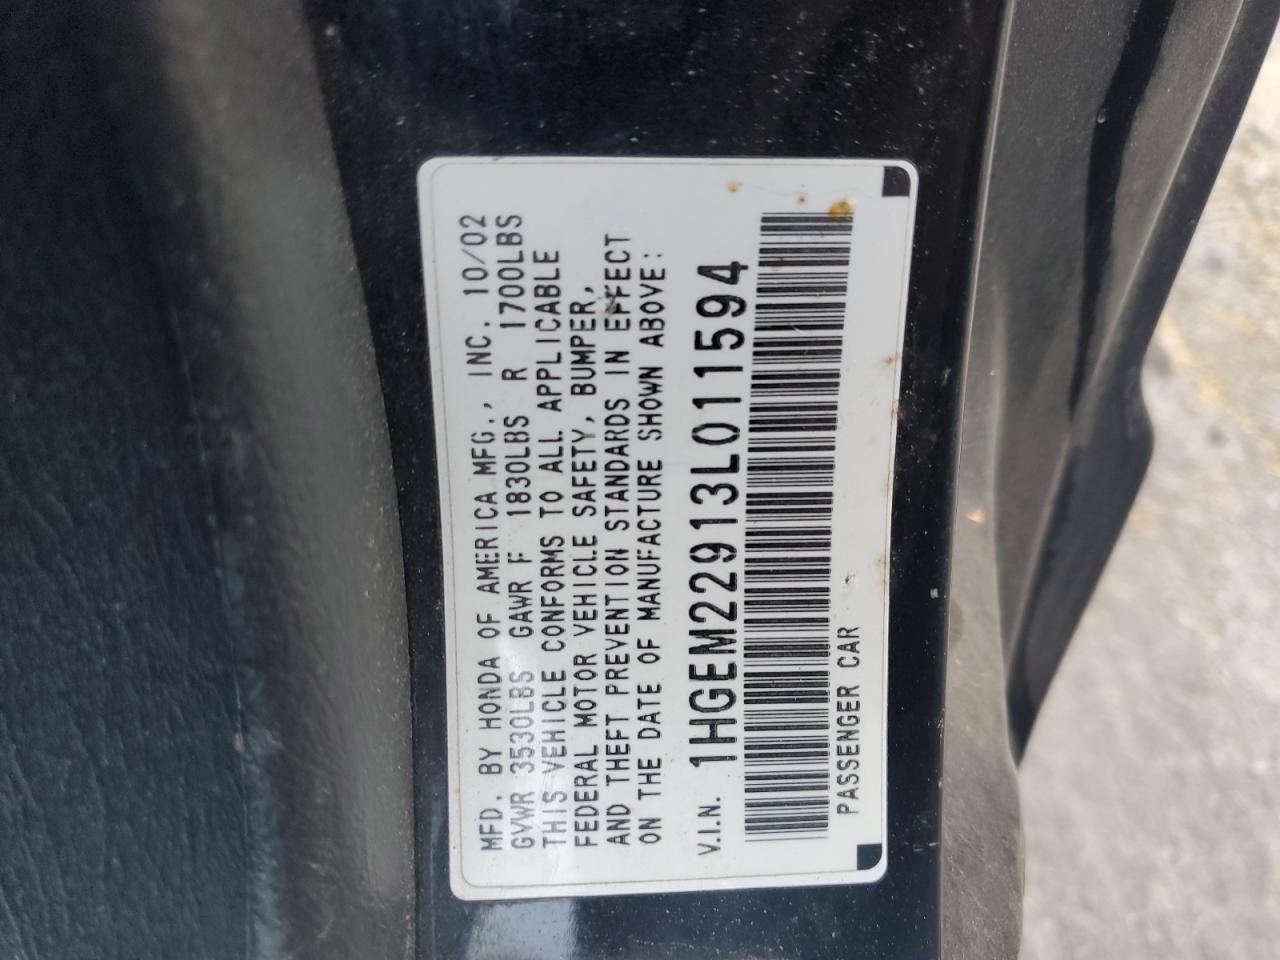 MFD. BY HONDA OF AMERICA MFG., INC. 10/02
GVWR 3530LBS GAWR F 1830LBS R 1700LBS
THIS VEHICLE CONFORMS TO ALL APPLICABLE
FEDERAL MOTOR VEHICLE SAFETY, BUMPER,
AND THEFT PREVENTION STANDARDS IN EFFECT
ON THE DATE OF MANUFACTURE SHOWN ABOVE:
V.I.N. 1HGEM22913L011594
PASSENGER CAR